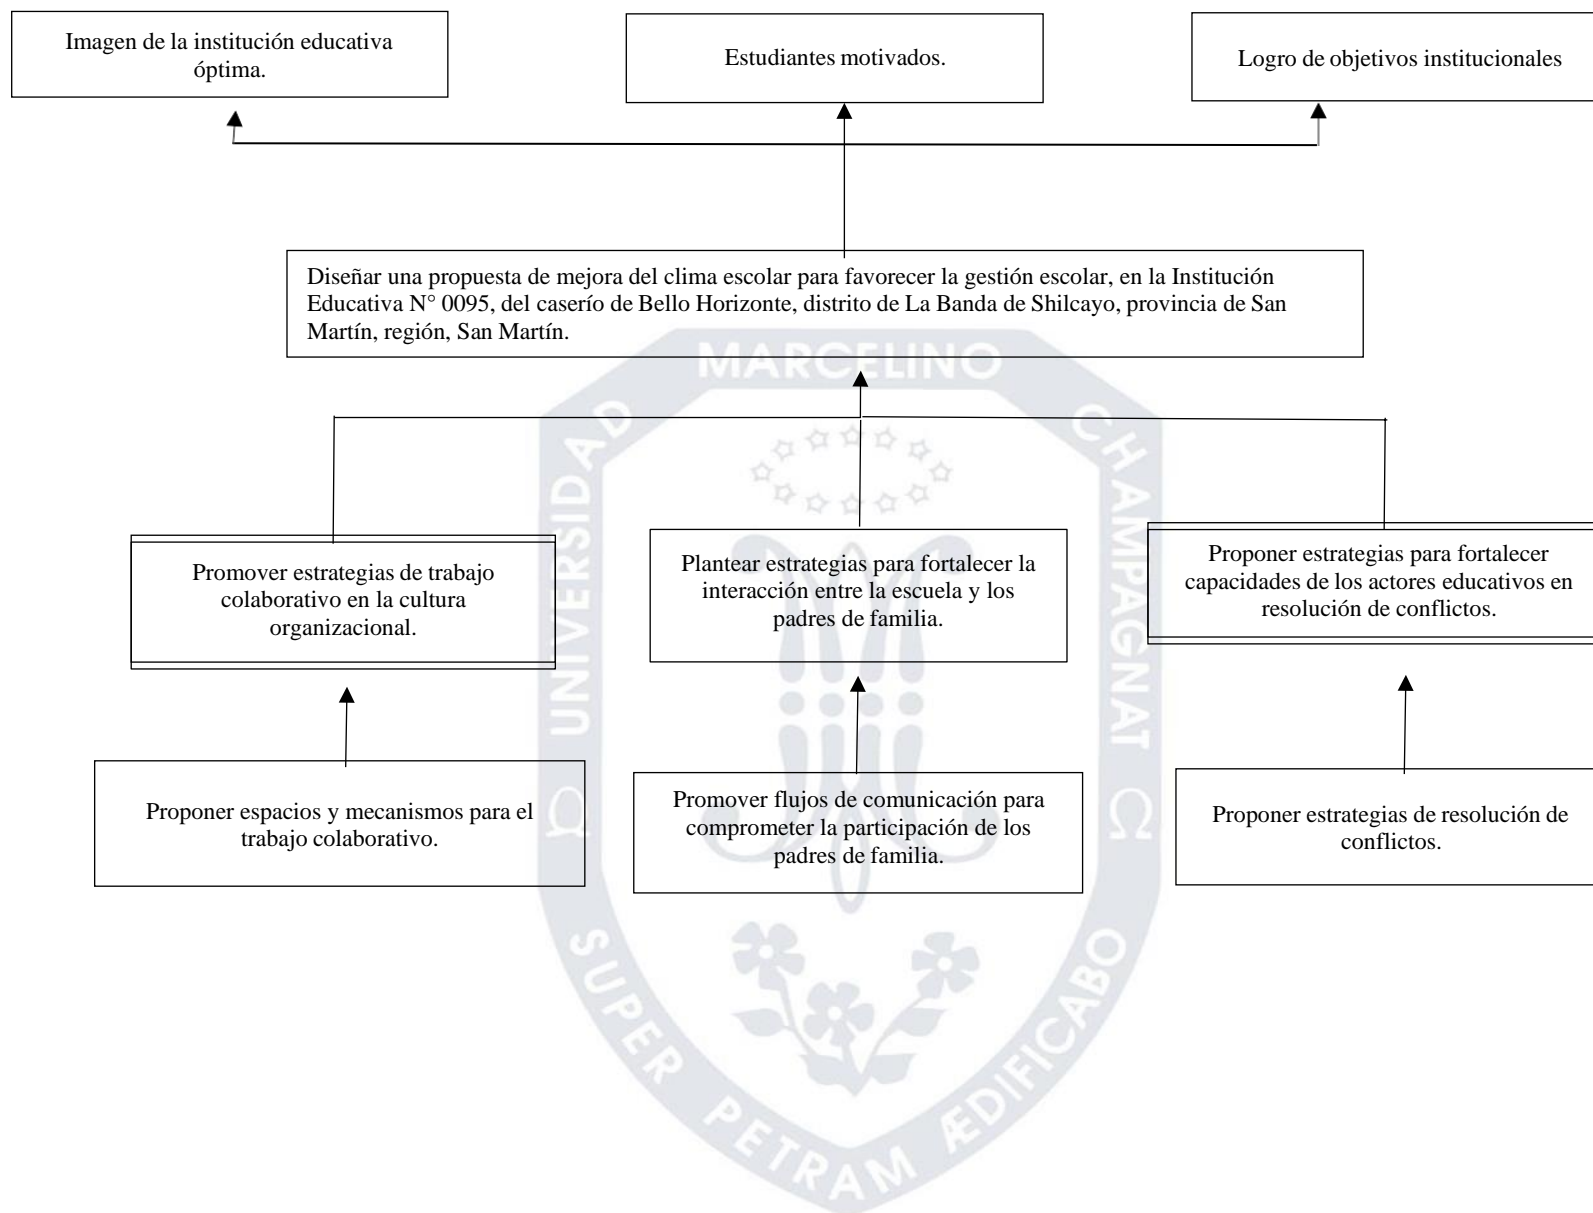 Imagen de la institución educativa
óptima.
Estudiantes motivados.
Logro de objetivos institucionales
Diseñar una propuesta de mejora del clima escolar para favorecer la gestión escolar, en la Institución
Educativa N° 0095, del caserío de Bello Horizonte, distrito de La Banda de Shilcayo, provincia de San
Martín, región, San Martín.
Promover estrategias de trabajo
colaborativo en la cultura
organizacional.
Plantear estrategias para fortalecer la
interacción entre la escuela y los
padres de familia.
Proponer estrategias para fortalecer
capacidades de los actores educativos en
resolución de conflictos.
Proponer espacios y mecanismos para el
trabajo colaborativo.
Promover flujos de comunicación para
comprometer la participación de los
padres de familia.
Proponer estrategias de resolución de
conflictos.
UNIVERSIDAD MARCELINO CHAMPAGNAT
SUPER PETRAM ÆDIFICABO
Ω Ω